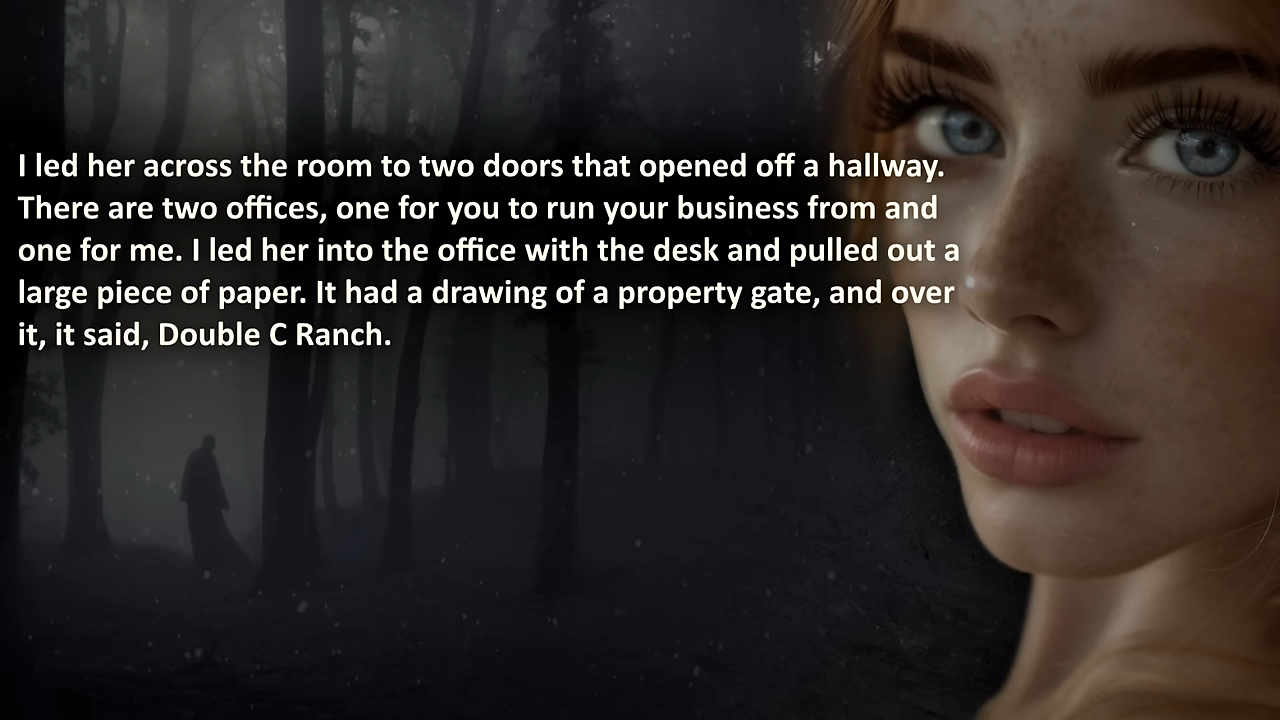 I led her across the room to two doors that opened off a hallway.
There are two offices, one for you to run your business from and
one for me. I led her into the office with the desk and pulled out a
large piece of paper. It had a drawing of a property gate, and over
it, it said, Double C Ranch.